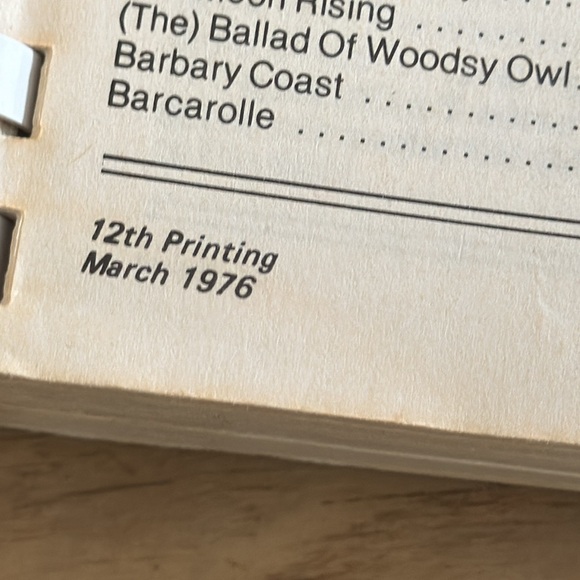 Rising . . . . . . . .
(The) Ballad Of Woodsy Owl .
Barbary Coast . . . . . . . . . .
Barcarolle . . . . . . . . . . . . .
12th Printing
March 1976